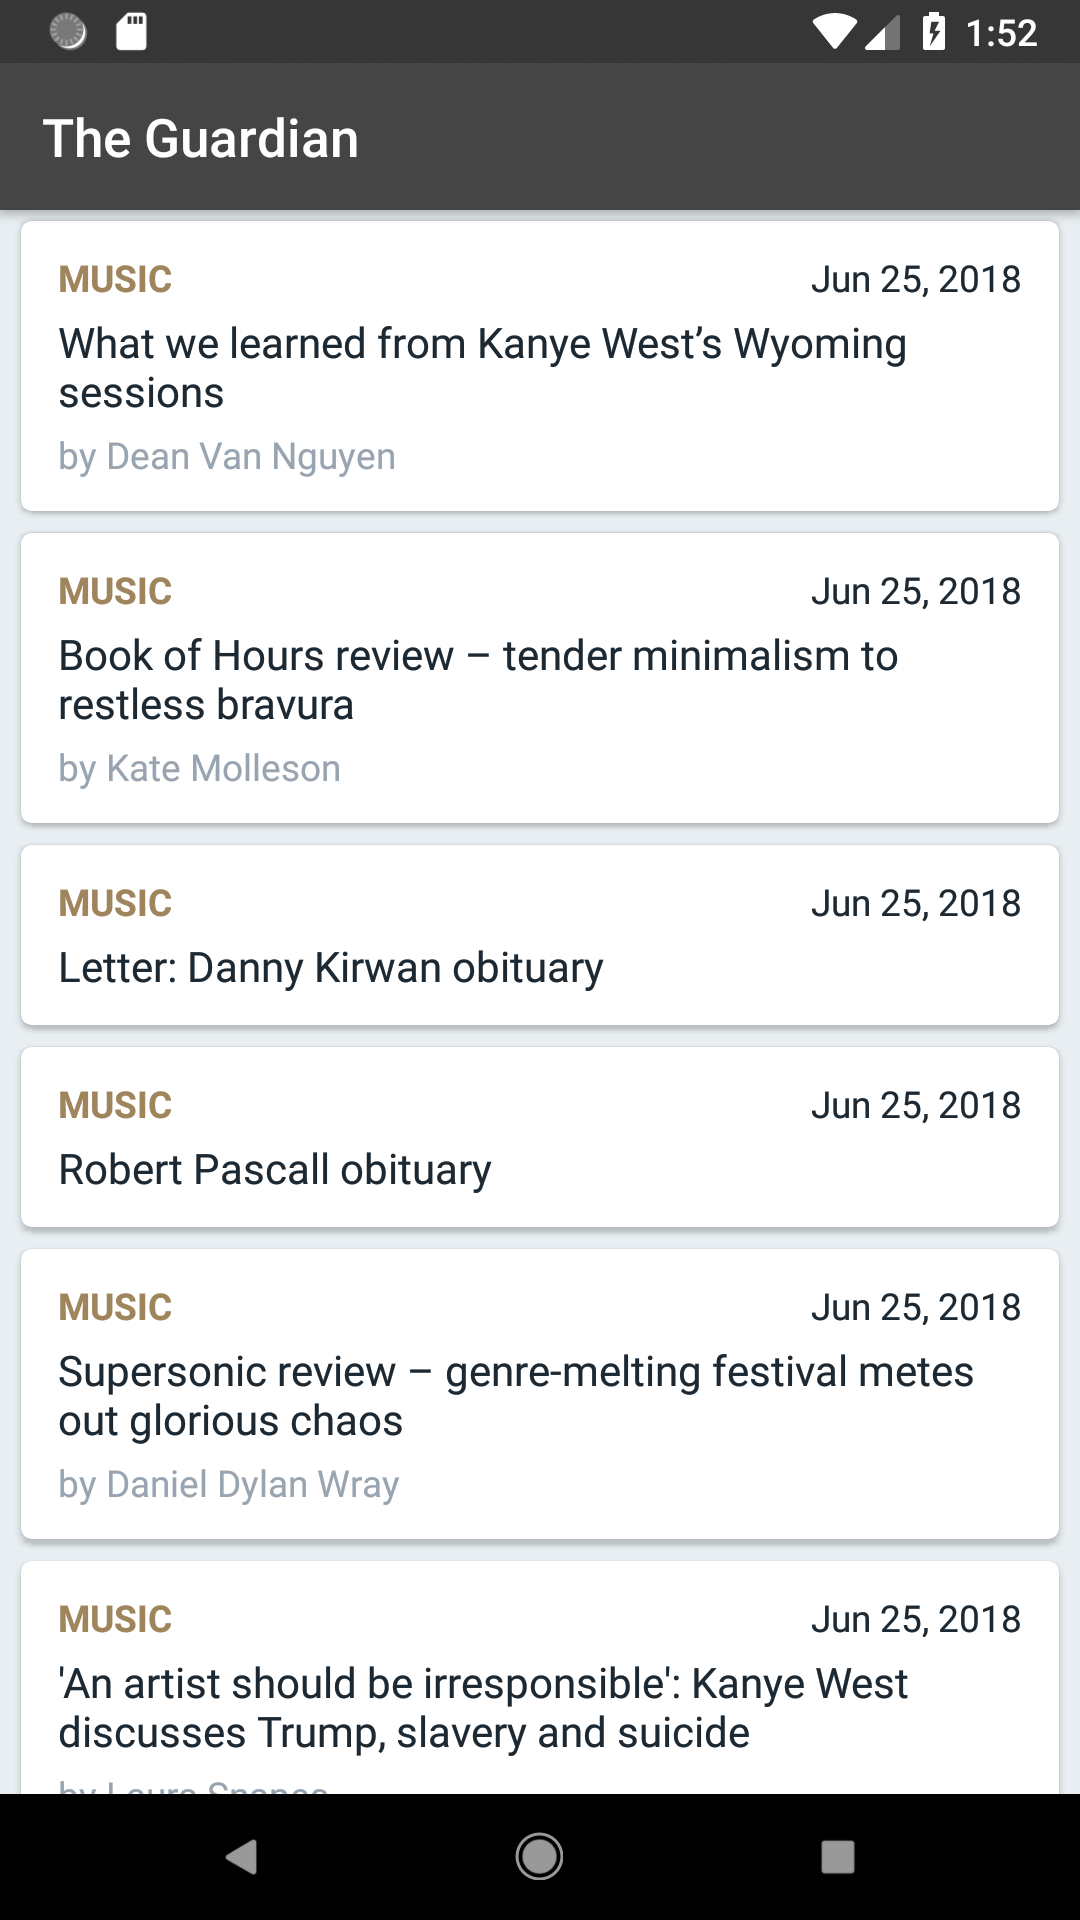 1:52
The Guardian
MUSIC Jun 25, 2018
What we learned from Kanye West’s Wyoming
sessions
by Dean Van Nguyen
MUSIC Jun 25, 2018
Book of Hours review – tender minimalism to
restless bravura
by Kate Molleson
MUSIC Jun 25, 2018
Letter: Danny Kirwan obituary
MUSIC Jun 25, 2018
Robert Pascall obituary
MUSIC Jun 25, 2018
Supersonic review – genre-melting festival metes
out glorious chaos
by Daniel Dylan Wray
MUSIC Jun 25, 2018
'An artist should be irresponsible': Kanye West
discusses Trump, slavery and suicide
by Laura